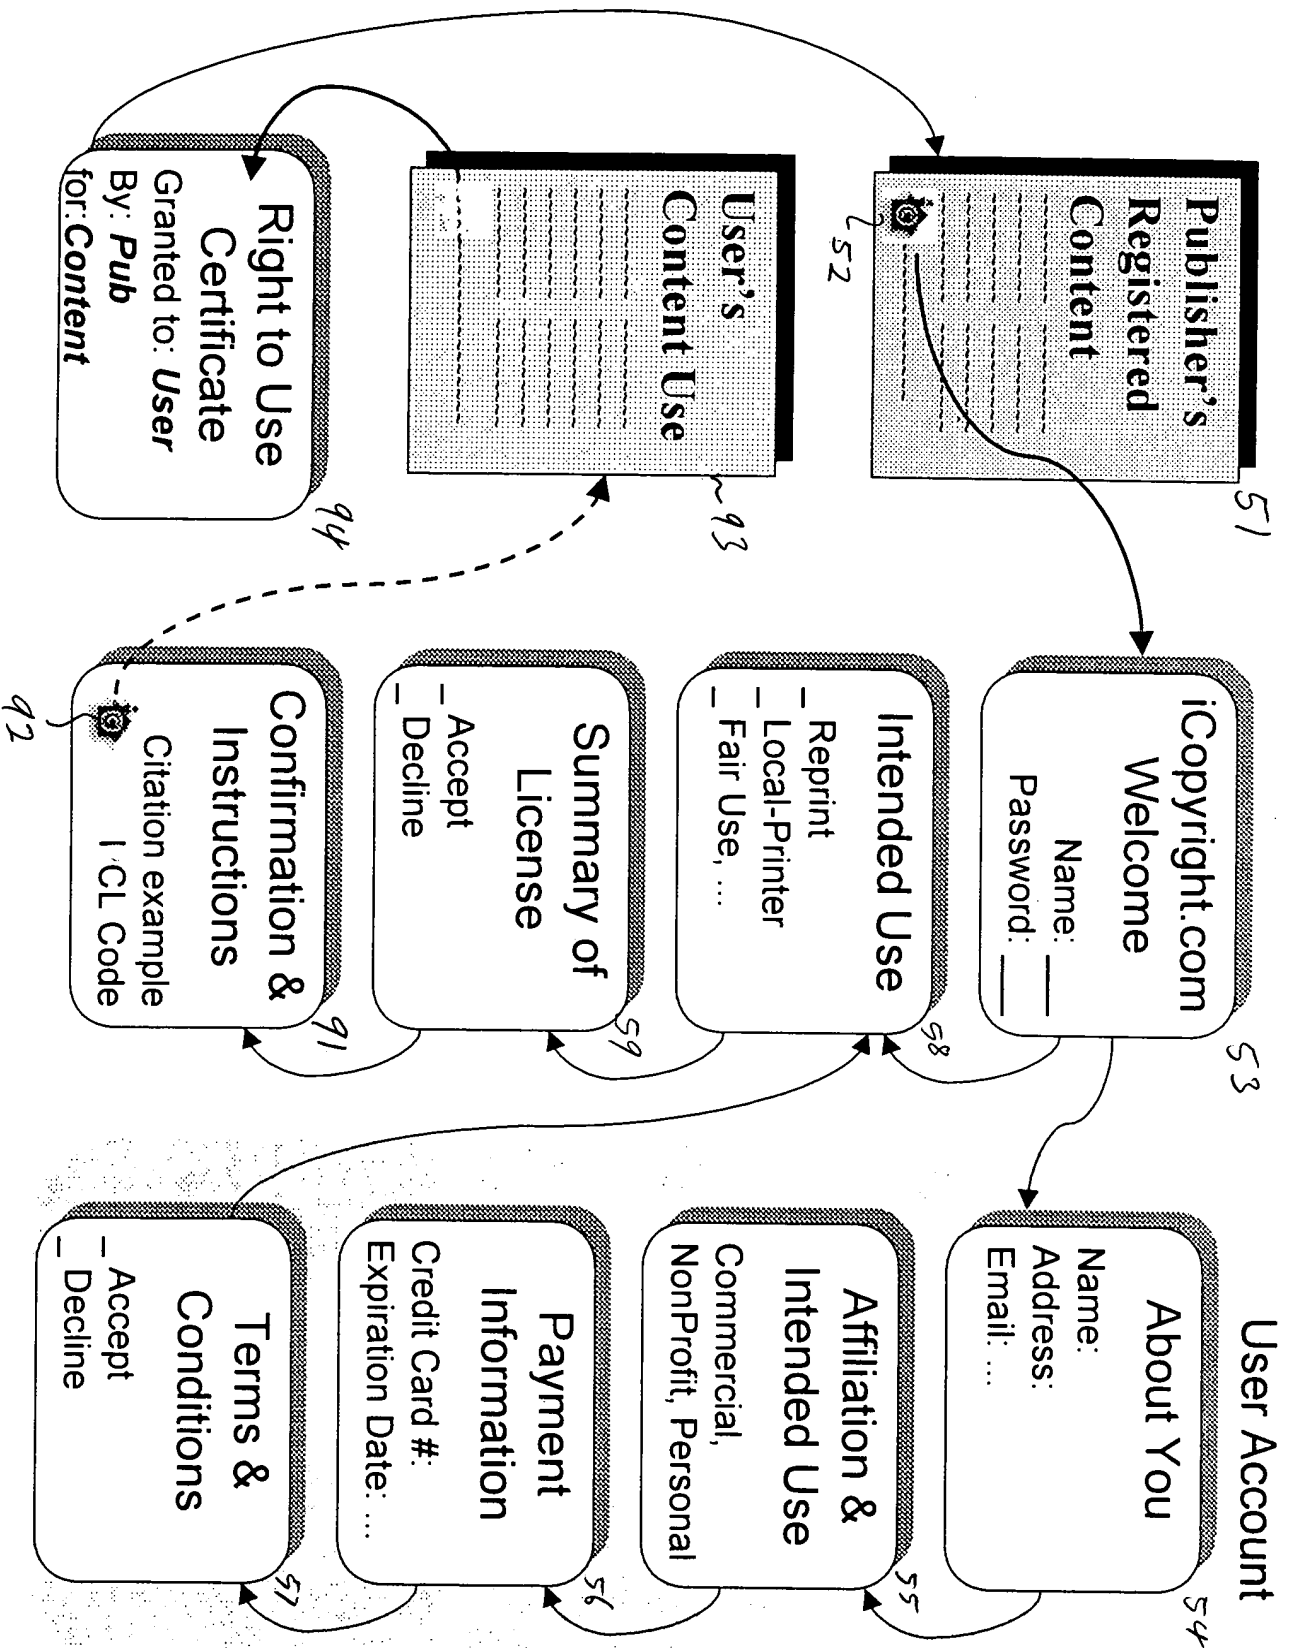 User Account
Publisher's
Registered
Content
51
52
iCopyright.com
Welcome
Name: ____
Password: ____
53
About You
Name:
Address:
Email: ...
54
User's
Content Use
93
Intended Use
_ Reprint
_ Local-Printer
_ Fair Use, ...
58
Affiliation &
Intended Use
Commercial,
NonProfit, Personal
55
Summary of
License
_ Accept
_ Decline
59
Payment
Information
Credit Card #:
Expiration Date: ....
56
Right to Use
Certificate
Granted to: User
By: Pub
for: Content
94
Confirmation &
Instructions
Citation example
I CL Code
91
92
Terms &
Conditions
_ Accept
_ Decline
57